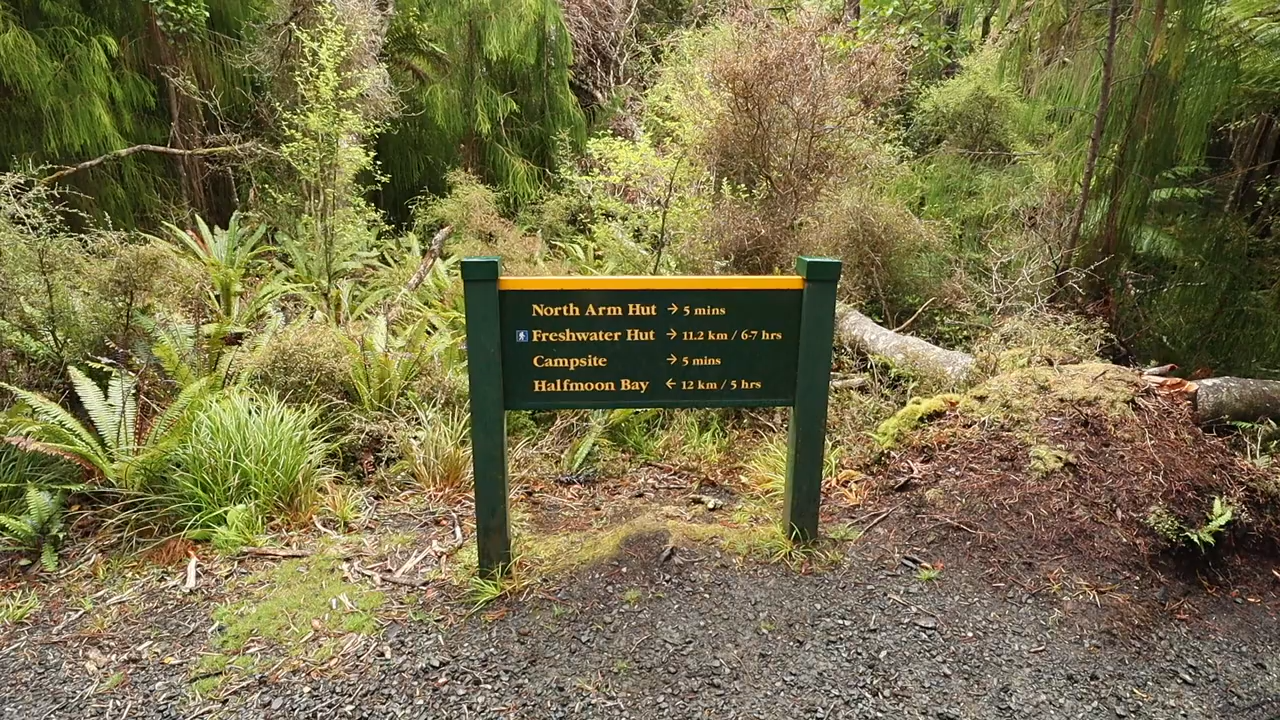 North Arm Hut → 5 mins
Freshwater Hut → 11.2 km / 6-7 hrs
Campsite → 5 mins
Halfmoon Bay ← 12 km / 5 hrs